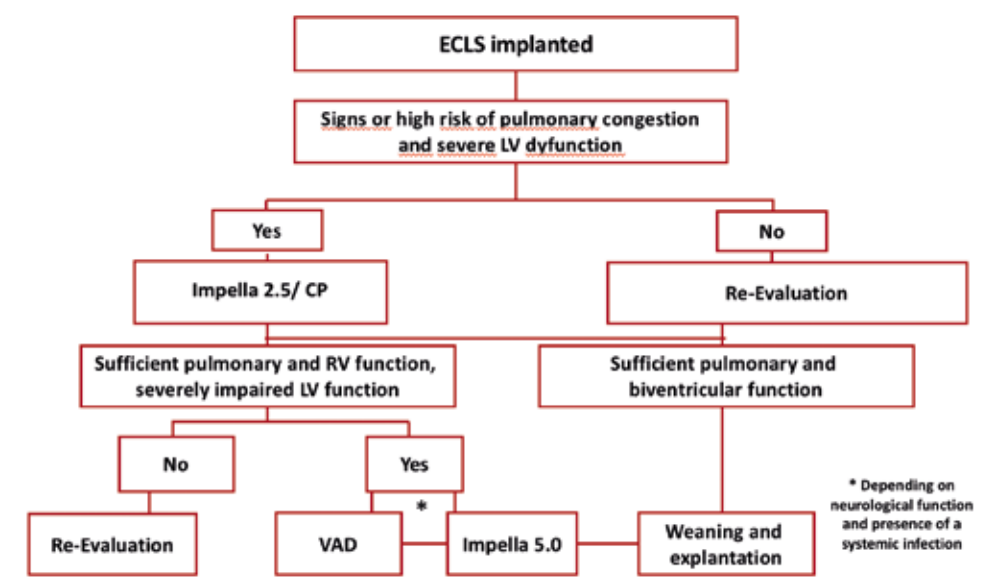 ECLS implanted
Signs or high risk of pulmonary congestion
and severe LV dyfunction
Yes
No
Impella 2.5/ CP
Re-Evaluation
Sufficient pulmonary and RV function,
severely impaired LV function
Sufficient pulmonary and
biventricular function
No
Yes
*
* Depending on
neurological function
and presence of a
systemic infection
Re-Evaluation
VAD
Impella 5.0
Weaning and
explantation